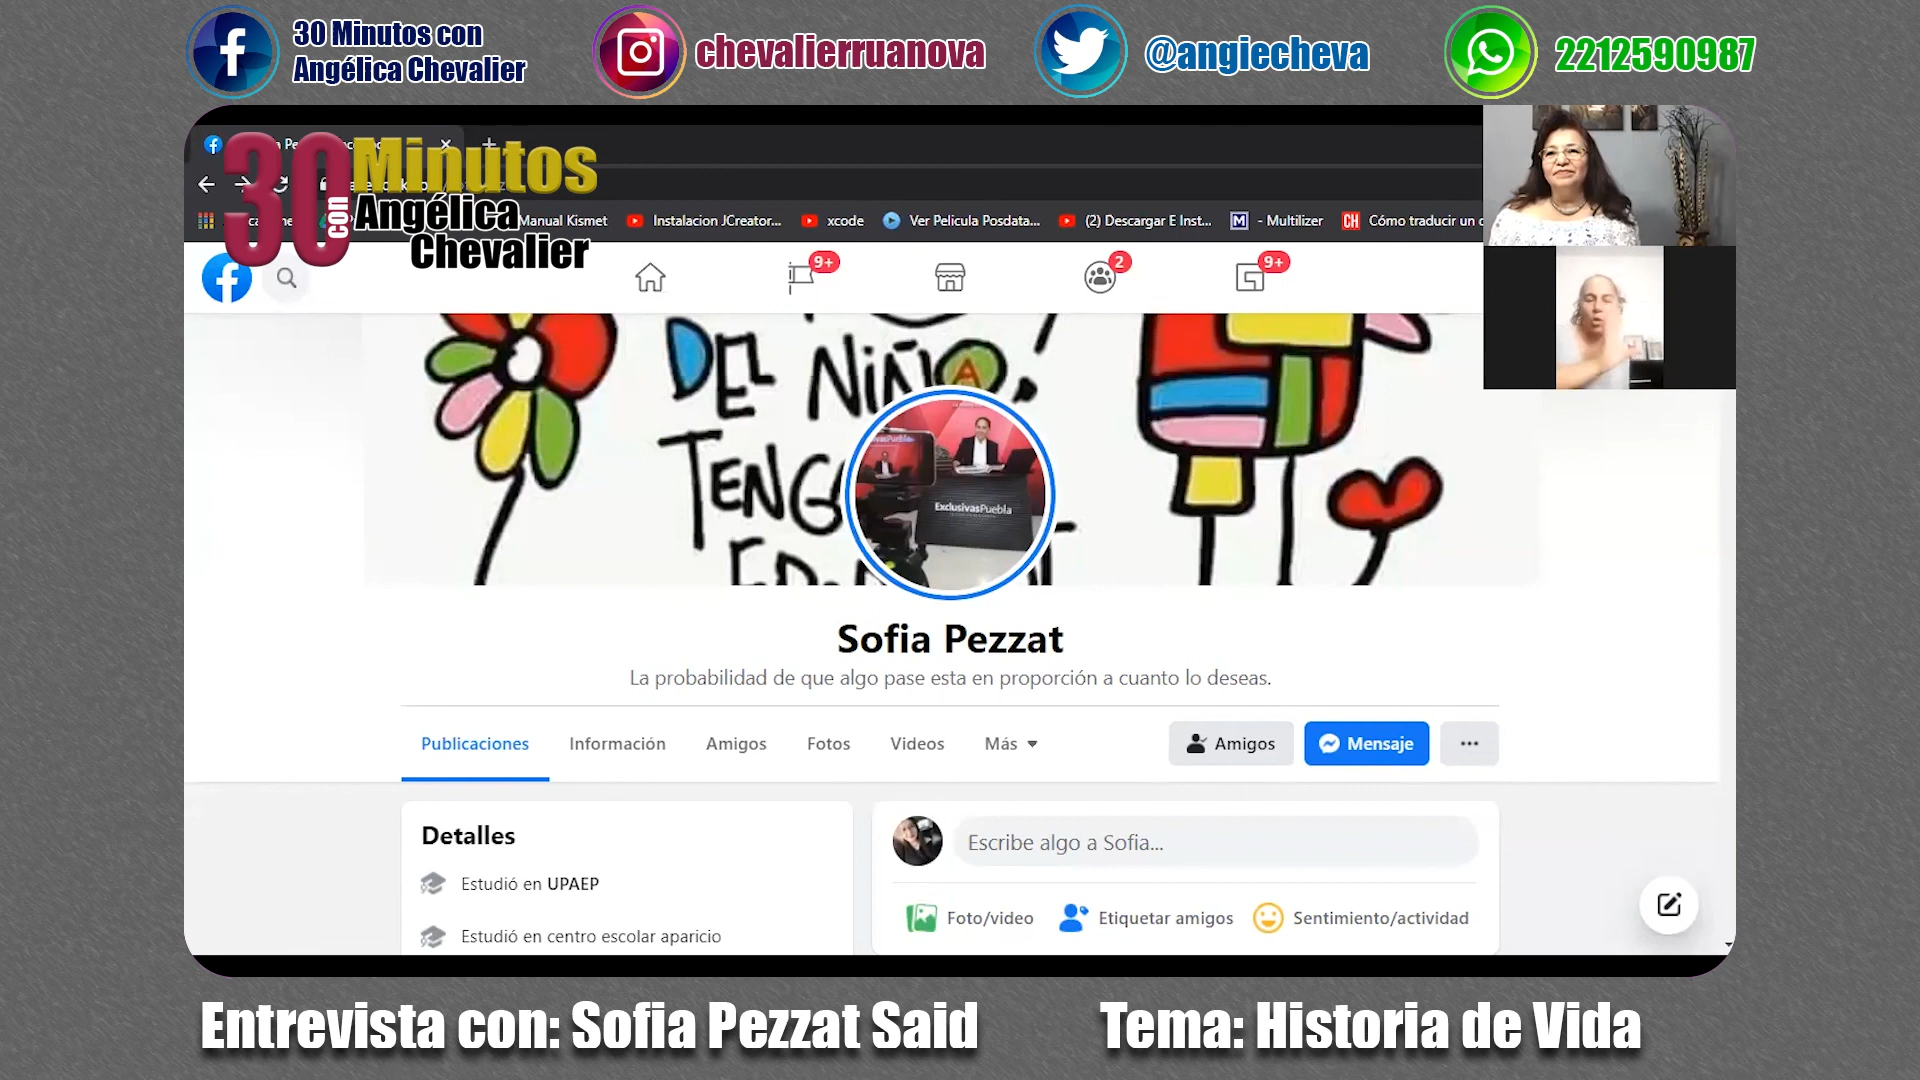 30 Minutos con
Angélica Chevalier
chevalierruanova
@angiecheva
2212590987
30 Minutos
con Angélica
Chevalier
Manual Kismet
Instalacion JCreator...
xcode
Ver Pelicula Posdata...
(2) Descargar E Inst...
M - Multilizer
CH Cómo traducir un
9+
2
9+
DEL NIÑA!
TENGO
ExclusivasPuebla
Sofia Pezzat
La probabilidad de que algo pase esta en proporción a cuanto lo deseas.
Publicaciones
Información
Amigos
Fotos
Videos
Más
Amigos
Mensaje
Detalles
Estudió en UPAEP
Estudió en centro escolar aparicio
Escribe algo a Sofia...
Foto/video
Etiquetar amigos
Sentimiento/actividad
Entrevista con: Sofia Pezzat Said
Tema: Historia de Vida